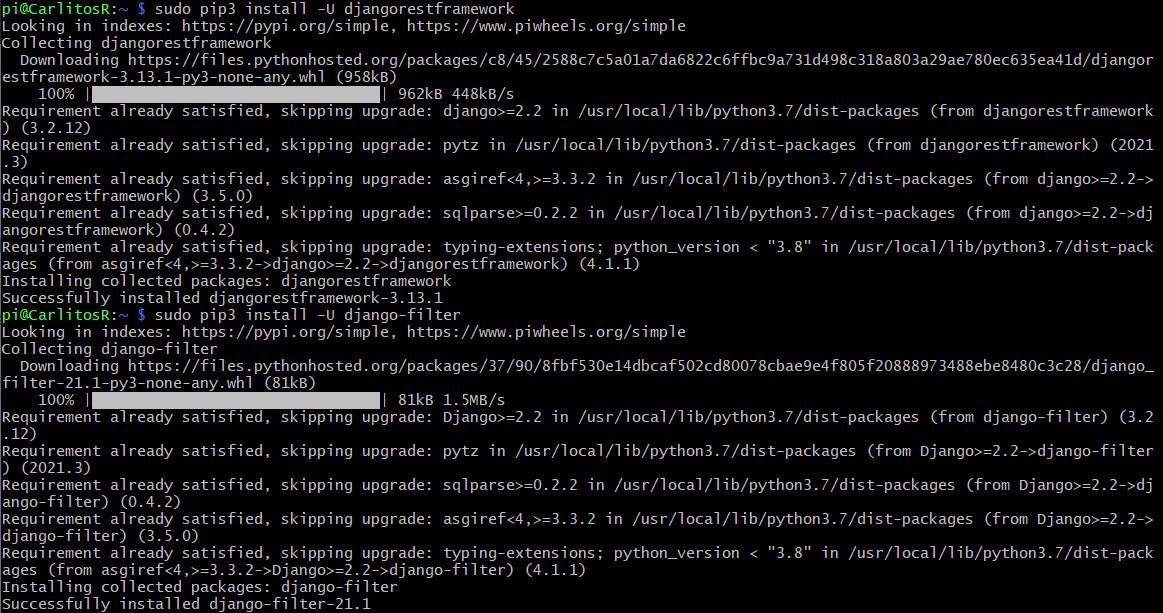 pi@CarlitosR:~ $ sudo pip3 install -U djangorestframework
Looking in indexes: https://pypi.org/simple, https://www.piwheels.org/simple
Collecting djangorestframework
  Downloading https://files.pythonhosted.org/packages/c8/45/2588c7c5a01a7da6822c6ffbc9a731d498c318a803a29ae780ec635ea41d/djangor
estframework-3.13.1-py3-none-any.whl (958kB)
    100% |████████████████████████████████| 962kB 448kB/s
Requirement already satisfied, skipping upgrade: django>=2.2 in /usr/local/lib/python3.7/dist-packages (from djangorestframework
) (3.2.12)
Requirement already satisfied, skipping upgrade: pytz in /usr/local/lib/python3.7/dist-packages (from djangorestframework) (2021
.3)
Requirement already satisfied, skipping upgrade: asgiref<4,>=3.3.2 in /usr/local/lib/python3.7/dist-packages (from django>=2.2->
djangorestframework) (3.5.0)
Requirement already satisfied, skipping upgrade: sqlparse>=0.2.2 in /usr/local/lib/python3.7/dist-packages (from django>=2.2->dj
angorestframework) (0.4.2)
Requirement already satisfied, skipping upgrade: typing-extensions; python_version < "3.8" in /usr/local/lib/python3.7/dist-pack
ages (from asgiref<4,>=3.3.2->django>=2.2->djangorestframework) (4.1.1)
Installing collected packages: djangorestframework
Successfully installed djangorestframework-3.13.1
pi@CarlitosR:~ $ sudo pip3 install -U django-filter
Looking in indexes: https://pypi.org/simple, https://www.piwheels.org/simple
Collecting django-filter
  Downloading https://files.pythonhosted.org/packages/37/90/8fbf530e14dbcaf502cd80078cbae9e4f805f20888973488ebe8480c3c28/django_
filter-21.1-py3-none-any.whl (81kB)
    100% |████████████████████████████████| 81kB 1.5MB/s
Requirement already satisfied, skipping upgrade: Django>=2.2 in /usr/local/lib/python3.7/dist-packages (from django-filter) (3.2
.12)
Requirement already satisfied, skipping upgrade: pytz in /usr/local/lib/python3.7/dist-packages (from Django>=2.2->django-filter
) (2021.3)
Requirement already satisfied, skipping upgrade: sqlparse>=0.2.2 in /usr/local/lib/python3.7/dist-packages (from Django>=2.2->dj
ango-filter) (0.4.2)
Requirement already satisfied, skipping upgrade: asgiref<4,>=3.3.2 in /usr/local/lib/python3.7/dist-packages (from Django>=2.2->
django-filter) (3.5.0)
Requirement already satisfied, skipping upgrade: typing-extensions; python_version < "3.8" in /usr/local/lib/python3.7/dist-pack
ages (from asgiref<4,>=3.3.2->Django>=2.2->django-filter) (4.1.1)
Installing collected packages: django-filter
Successfully installed django-filter-21.1